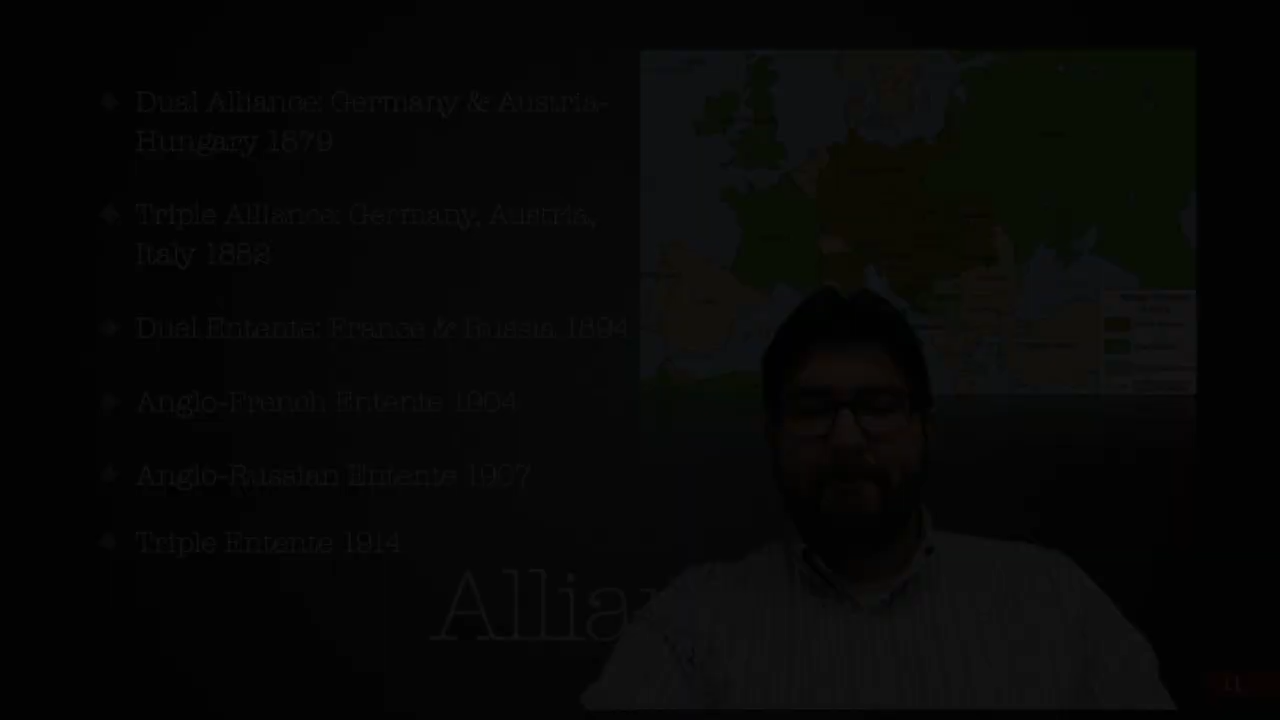 Dual Alliance: Germany & Austria-
Hungary 1879
Triple Alliance: Germany, Austria,
Italy 1882
Dual Entente: France & Russia 1894
Anglo-French Entente 1904
Anglo-Russian Entente 1907
Triple Entente 1914
Allia